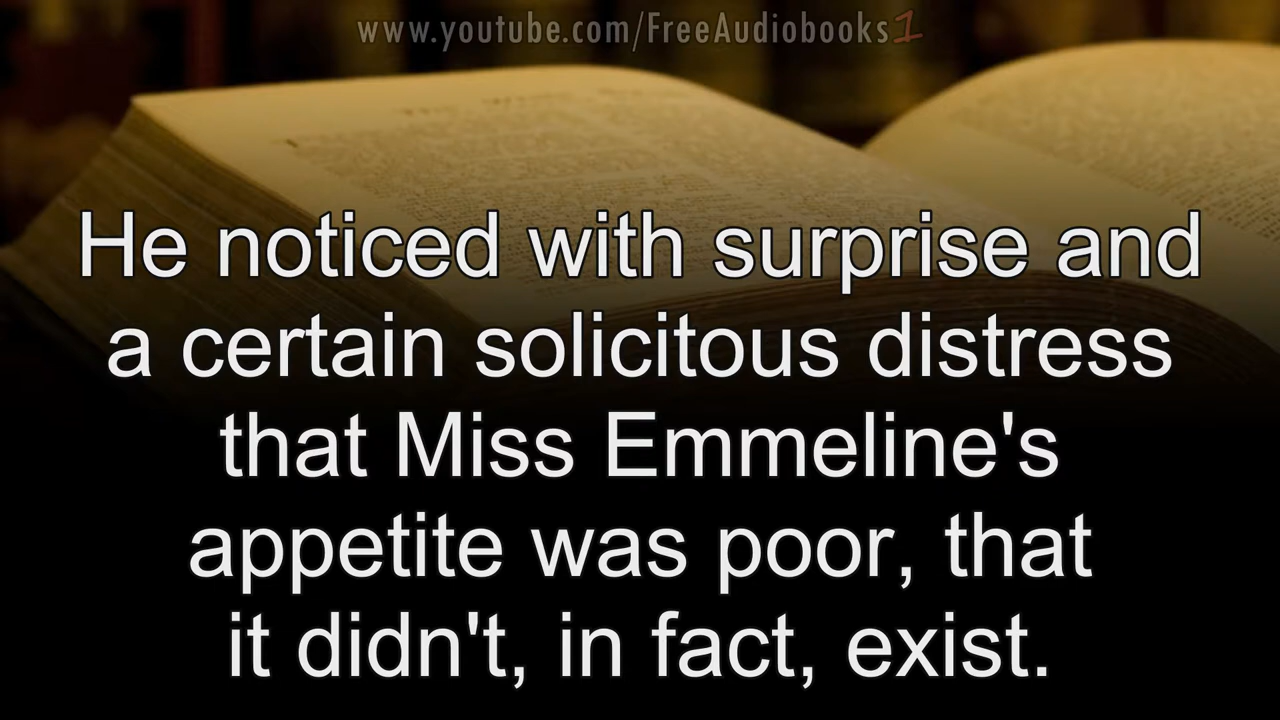 www.youtube.com/FreeAudiobooks1
He noticed with surprise and
a certain solicitous distress
that Miss Emmeline's
appetite was poor, that
it didn't, in fact, exist.